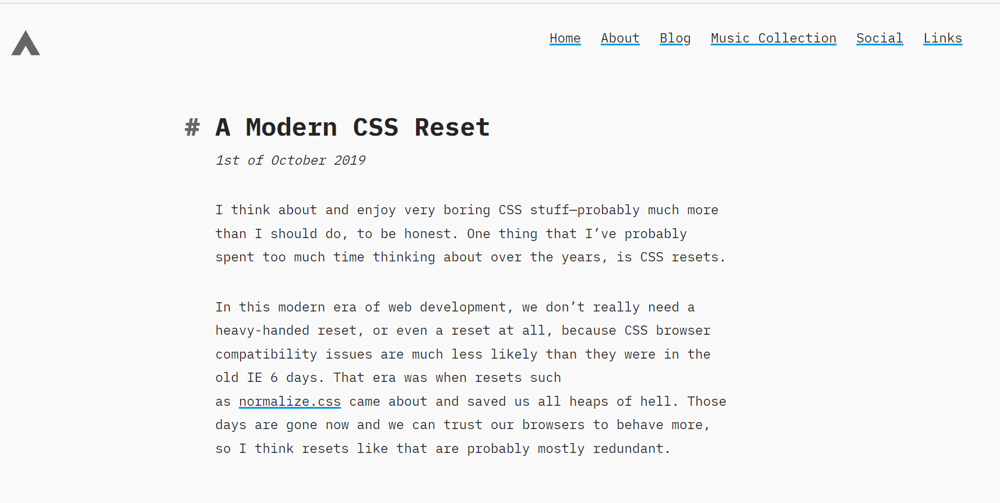 Home About Blog Music Collection Social Links
# A Modern CSS Reset
1st of October 2019
I think about and enjoy very boring CSS stuff—probably much more
than I should do, to be honest. One thing that I’ve probably
spent too much time thinking about over the years, is CSS resets.
In this modern era of web development, we don’t really need a
heavy-handed reset, or even a reset at all, because CSS browser
compatibility issues are much less likely than they were in the
old IE 6 days. That era was when resets such
as normalize.css came about and saved us all heaps of hell. Those
days are gone now and we can trust our browsers to behave more,
so I think resets like that are probably mostly redundant.